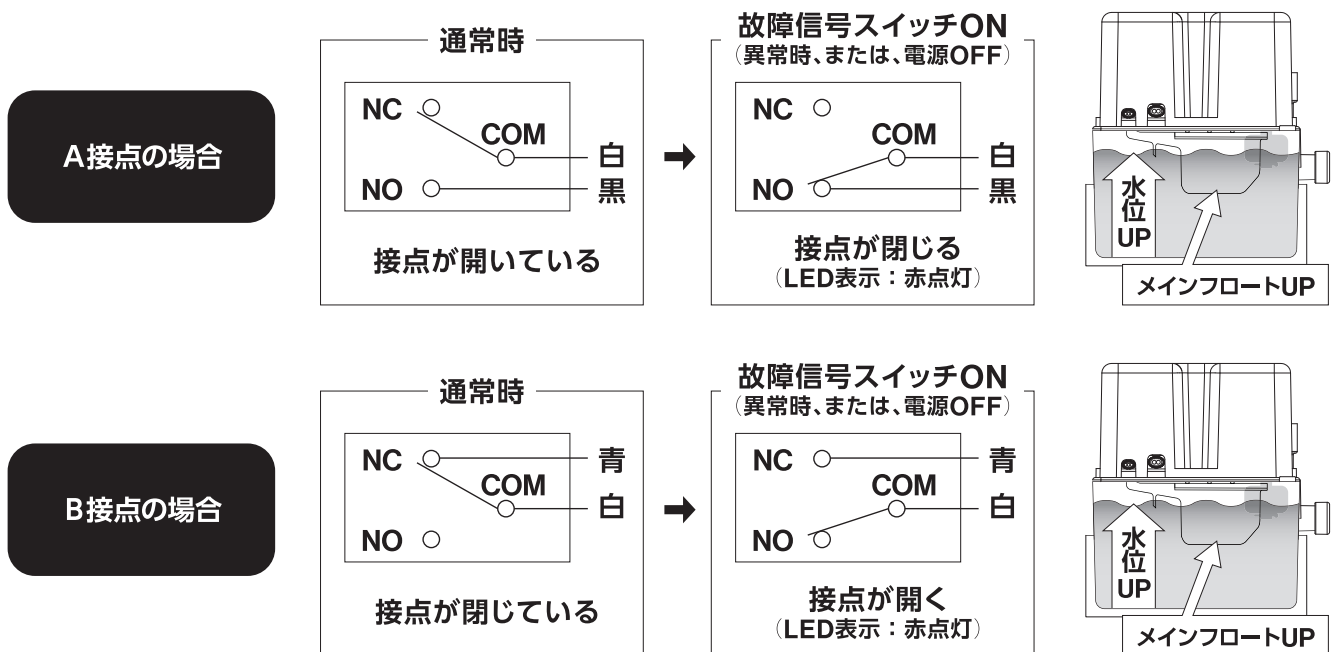 A接点の場合
通常時
NC
COM
白
NO
黒
接点が開いている
故障信号スイッチON
（異常時、または、電源OFF）
NC
COM
白
NO
黒
接点が閉じる
（LED表示：赤点灯）
水位
UP
メインフロートUP
B接点の場合
通常時
NC
青
COM
白
NO
接点が閉じている
故障信号スイッチON
（異常時、または、電源OFF）
NC
青
COM
白
NO
接点が開く
（LED表示：赤点灯）
水位
UP
メインフロートUP